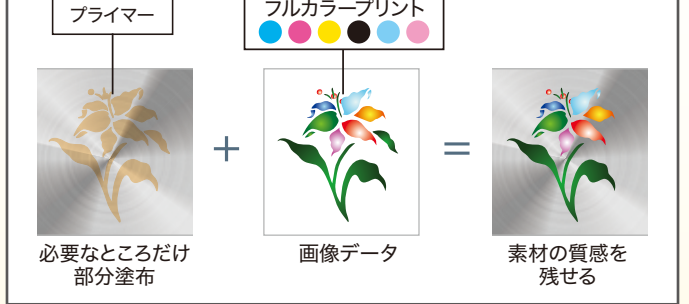 プライマー
フルカラープリント
+
=
必要なところだけ
部分塗布
画像データ
素材の質感を
残せる